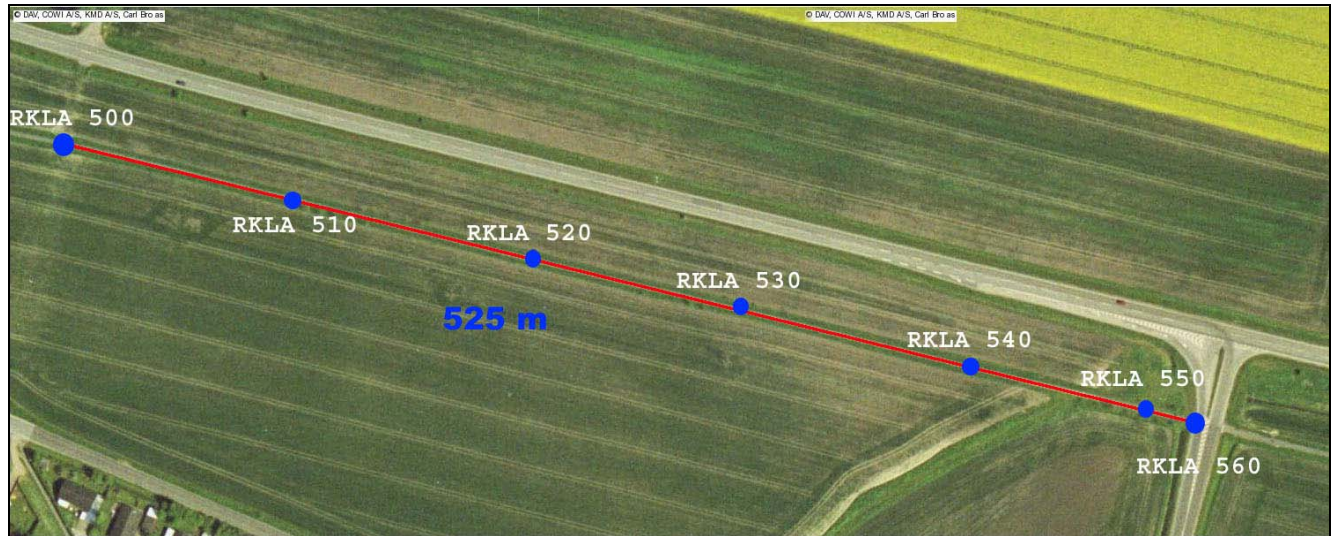 © DAV, COWI A/S, KMD A/S, Carl Bro as
© DAV, COWI A/S, KMD A/S, Carl Bro as
RKLA 500
RKLA 510
RKLA 520
RKLA 530
525 m
RKLA 540
RKLA 550
RKLA 560